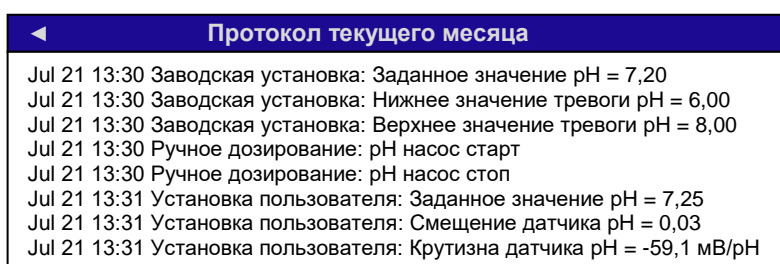 ◄ Протокол текущего месяца
Jul 21 13:30 Заводская установка: Заданное значение pH = 7,20
Jul 21 13:30 Заводская установка: Нижнее значение тревоги pH = 6,00
Jul 21 13:30 Заводская установка: Верхнее значение тревоги pH = 8,00
Jul 21 13:30 Ручное дозирование: pH насос старт
Jul 21 13:30 Ручное дозирование: pH насос стоп
Jul 21 13:31 Установка пользователя: Заданное значение pH = 7,25
Jul 21 13:31 Установка пользователя: Смещение датчика pH = 0,03
Jul 21 13:31 Установка пользователя: Крутизна датчика pH = -59,1 мВ/pH